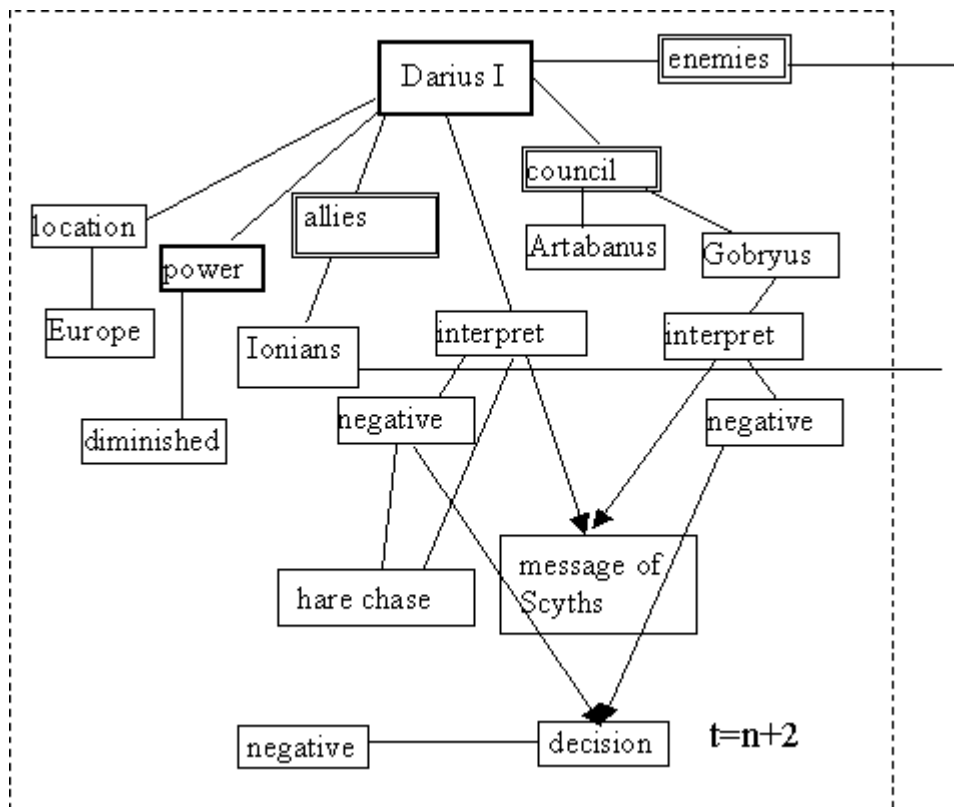 enemies
Darius I
council
location
allies
Artabanus
Gobryus
power
Europe
Ionians
interpret
interpret
negative
negative
diminished
message of
Scyths
hare chase
negative
decision
t=n+2